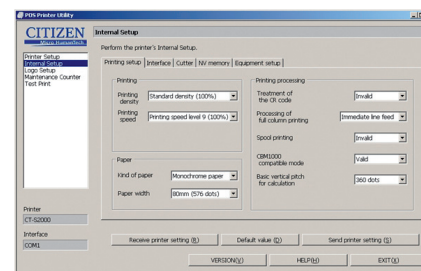 POS Printer Utility
CITIZEN
Micro HumanTech
Internal Setup
Perform the printer's Internal Setup.
Printer Setup
Internal Setup
Logo Setup
Maintenance Counter
Test Print
Printing setup
Interface
Cutter
NV memory
Equipment setup
Printing
Printing density
Standard density (100%)
Printing speed
Printing speed level 9 (100%)
Paper
Kind of paper
Monochrome paper
Paper width
80mm (576 dots)
Printing processing
Treatment of the CR code
Invalid
Processing of full column printing
Immediate line feed
Spool printing
Invalid
CBM1000 compatible mode
Valid
Basic vertical pitch for calculation
360 dots
Printer
CT-S2000
Interface
COM1
Receive printer setting (R)
Default value (D)
Send printer setting (S)
VERSION(V)
HELP(H)
EXIT(X)